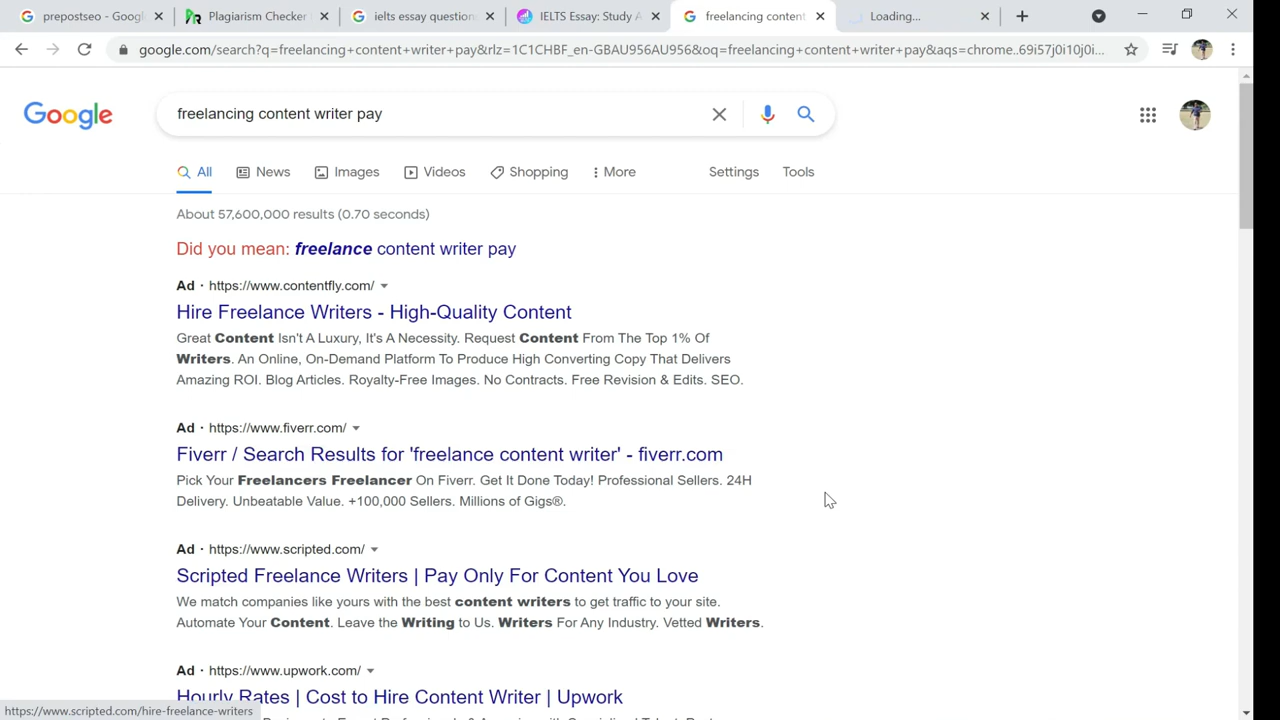 prepostseo - Goog
Plagiarism Checker
ielts essay question
IELTS Essay: Study A
freelancing content
Loading...
google.com/search?q=freelancing+content+writer+pay&rlz=1C1CHBF_en-GBAU956AU956&oq=freelancing+content+writer+pay&aqs=chrome..69i57j0i10j0i...
Google
freelancing content writer pay
All
News
Images
Videos
Shopping
More
Settings
Tools
About 57,600,000 results (0.70 seconds)
Did you mean: freelance content writer pay
Ad · https://www.contentfly.com/
Hire Freelance Writers - High-Quality Content
Great Content Isn't A Luxury, It's A Necessity. Request Content From The Top 1% Of
Writers. An Online, On-Demand Platform To Produce High Converting Copy That Delivers
Amazing ROI. Blog Articles. Royalty-Free Images. No Contracts. Free Revision & Edits. SEO.
Ad · https://www.fiverr.com/
Fiverr / Search Results for 'freelance content writer' - fiverr.com
Pick Your Freelancers Freelancer On Fiverr. Get It Done Today! Professional Sellers. 24H
Delivery. Unbeatable Value. +100,000 Sellers. Millions of Gigs®.
Ad · https://www.scripted.com/
Scripted Freelance Writers | Pay Only For Content You Love
We match companies like yours with the best content writers to get traffic to your site.
Automate Your Content. Leave the Writing to Us. Writers For Any Industry. Vetted Writers.
Ad · https://www.upwork.com/
Hourly Rates | Cost to Hire Content Writer | Upwork
https://www.scripted.com/hire-freelance-writers